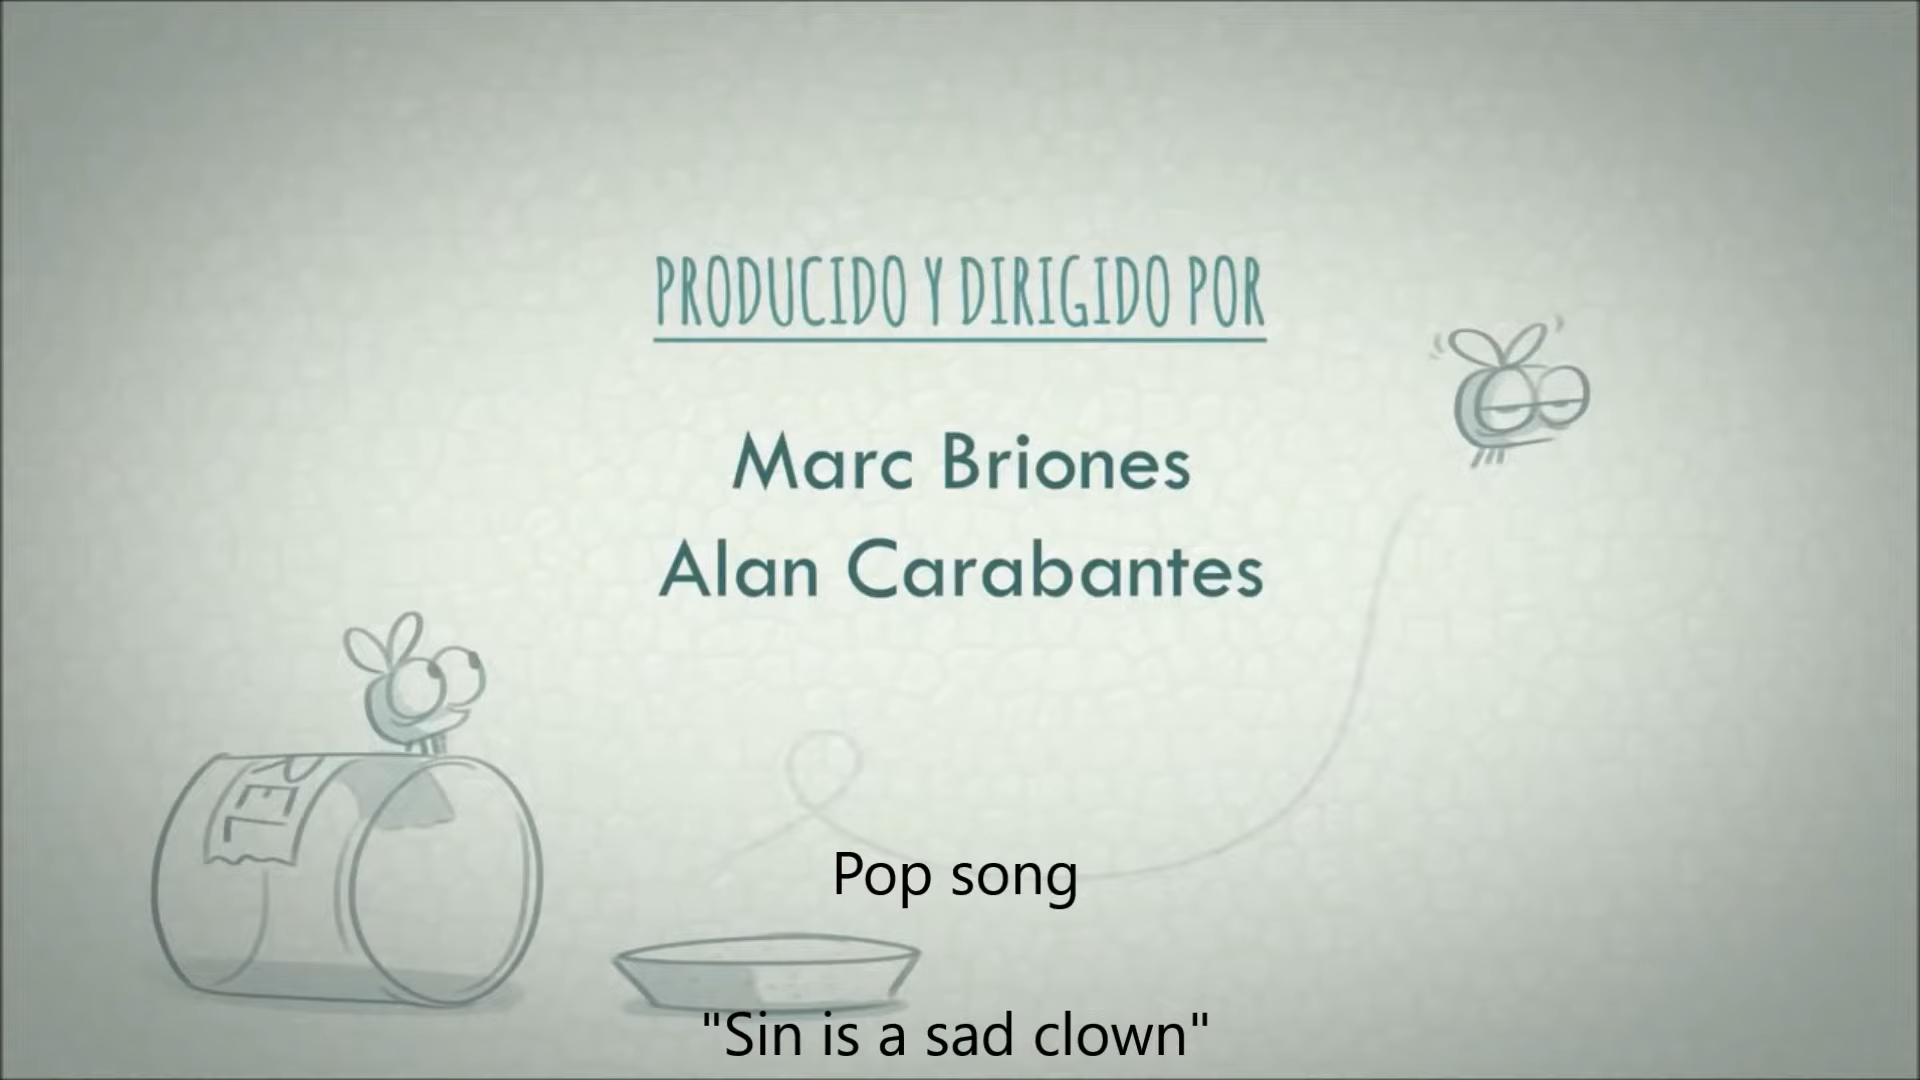 PRODUCIDO Y DIRIGIDO POR
Marc Briones
Alan Carabantes
Pop song
"Sin is a sad clown"